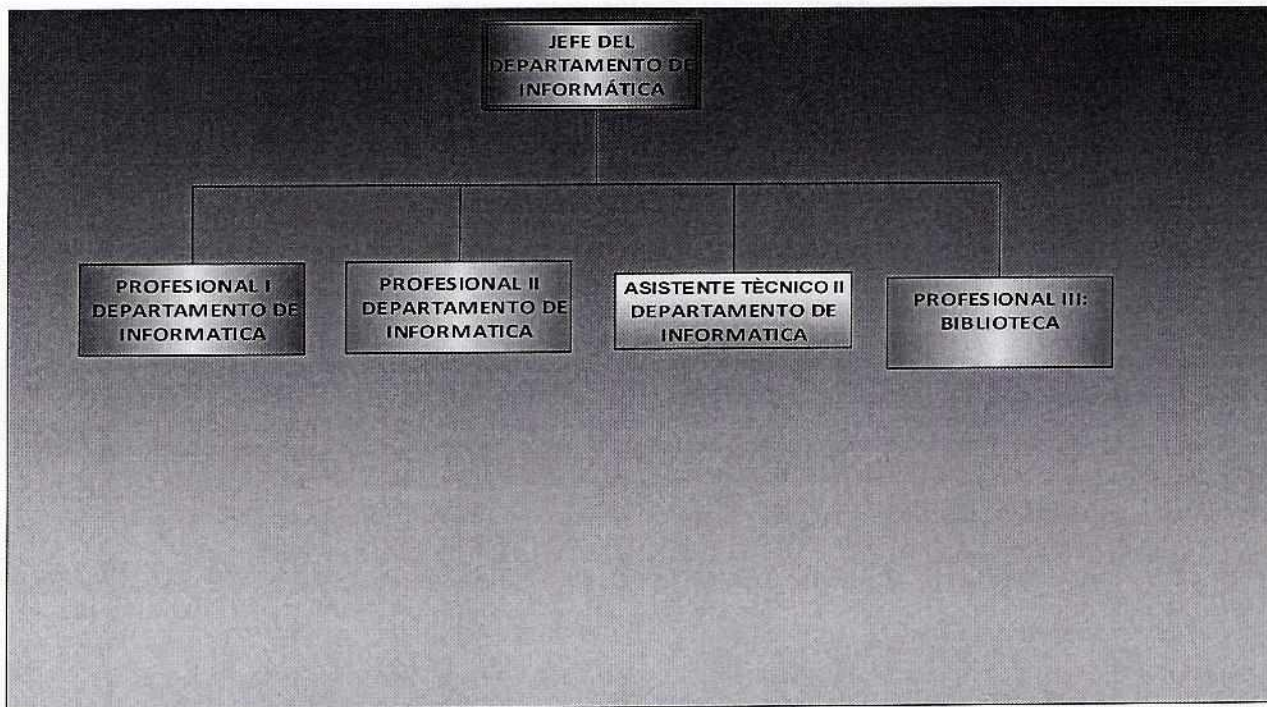 JEFE DEL
DEPARTAMENTO DE
INFORMÁTICA
PROFESIONAL I
DEPARTAMENTO DE
INFORMATICA
PROFESIONAL II
DEPARTAMENTO DE
INFORMATICA
ASISTENTE TÈCNICO II
DEPARTAMENTO DE
INFORMATICA
PROFESIONAL III:
BIBLIOTECA